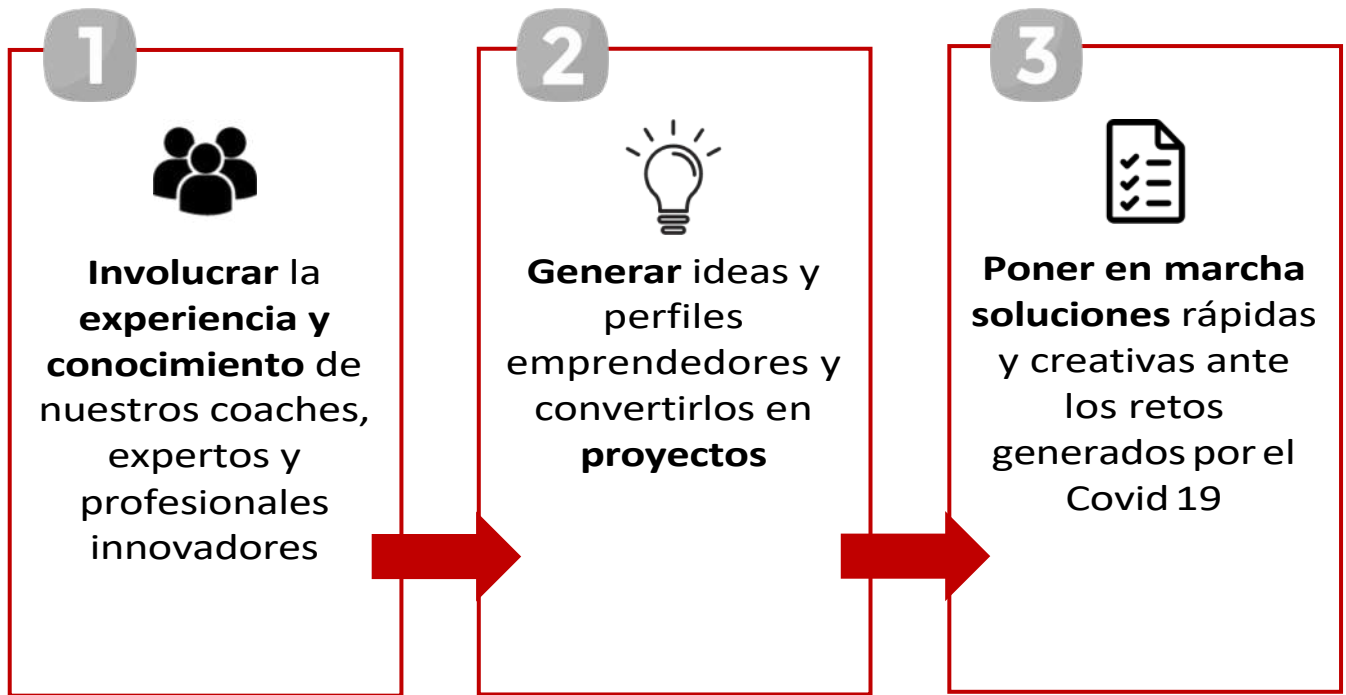 1
Involucrar la
experiencia y
conocimiento de
nuestros coaches,
expertos y
profesionales
innovadores
2
Generar ideas y
perfiles
emprendedores y
convertirlos en
proyectos
3
Poner en marcha
soluciones rápidas
y creativas ante
los retos
generados por el
Covid 19